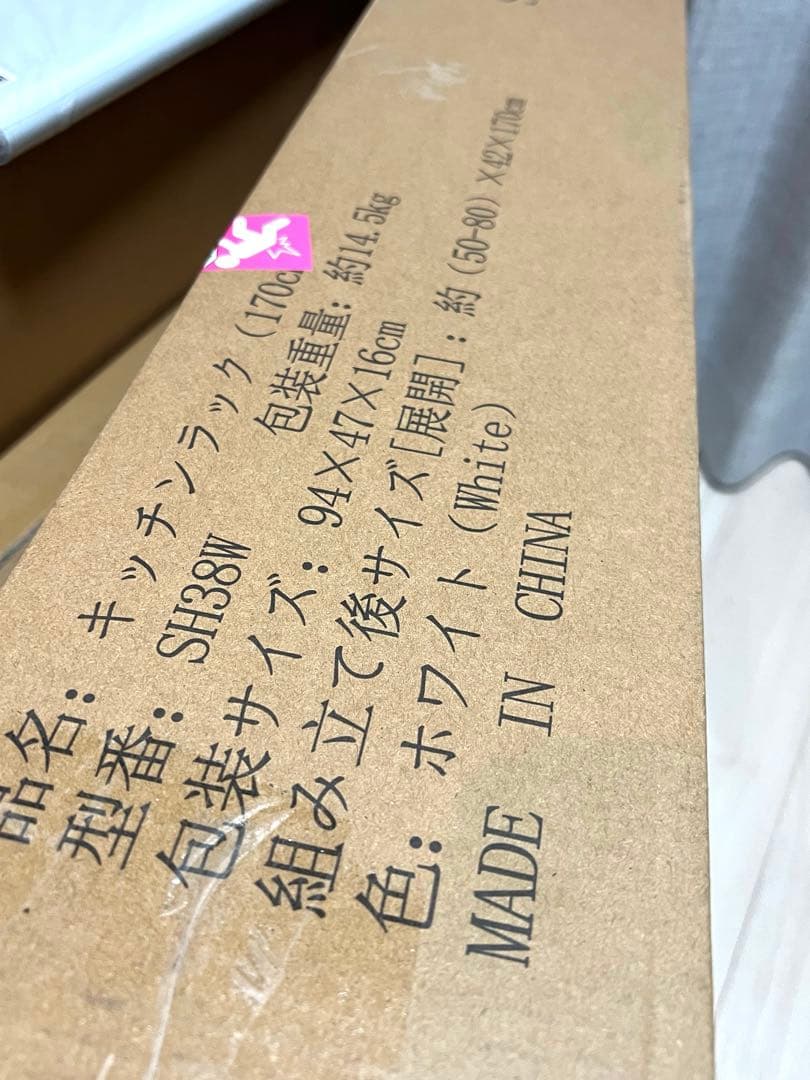 品名: キッチンラック (170c
型番: SH38W 包装重量: 約14.5kg
包装サイズ: 94×47×16cm
組み立て後サイズ[展開]: 約 (50-80) ×42×170cm
色: ホワイト (White)
MADE IN CHINA